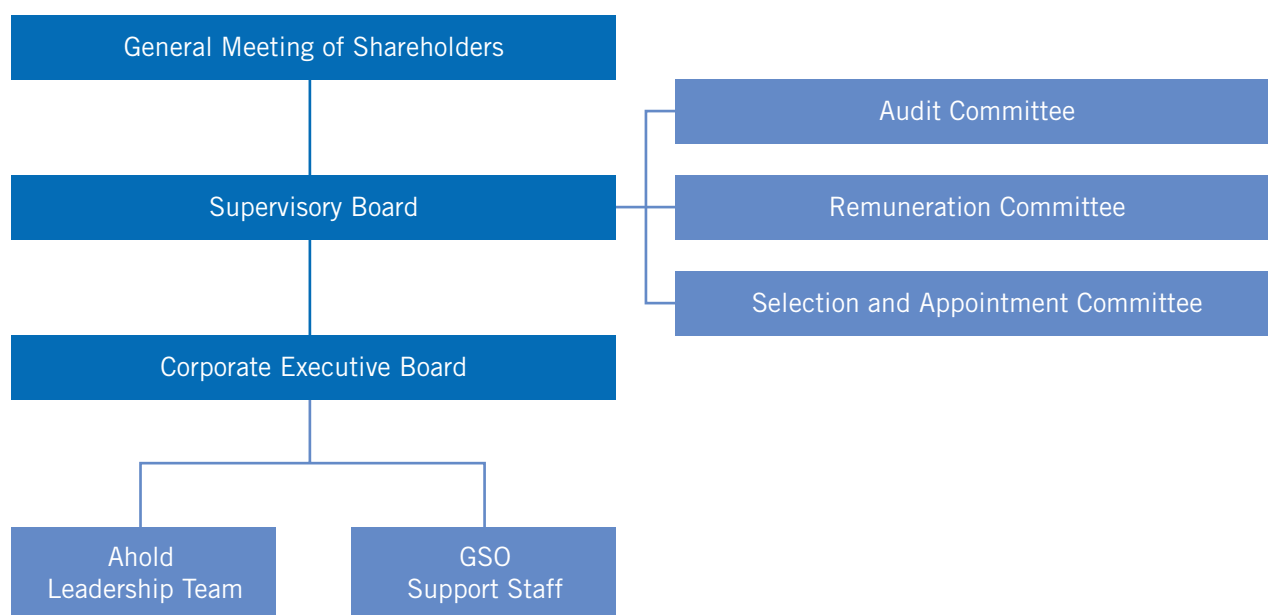 General Meeting of Shareholders
Audit Committee
Supervisory Board
Remuneration Committee
Selection and Appointment Committee
Corporate Executive Board
Ahold
Leadership Team
GSO
Support Staff